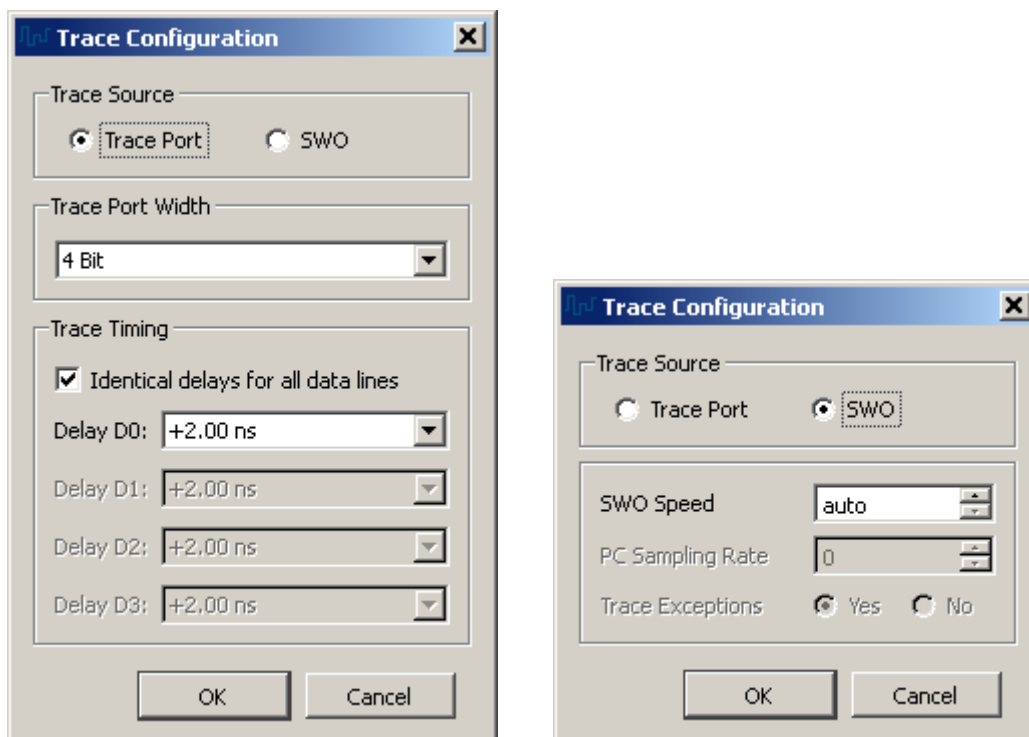 Trace Configuration
Trace Source
Trace Port SWO
Trace Port Width
4 Bit
Trace Timing
Identical delays for all data lines
Delay D0: +2.00 ns
Delay D1: +2.00 ns
Delay D2: +2.00 ns
Delay D3: +2.00 ns
OK Cancel
Trace Configuration
Trace Source
Trace Port SWO
SWO Speed auto
PC Sampling Rate 0
Trace Exceptions Yes No
OK Cancel